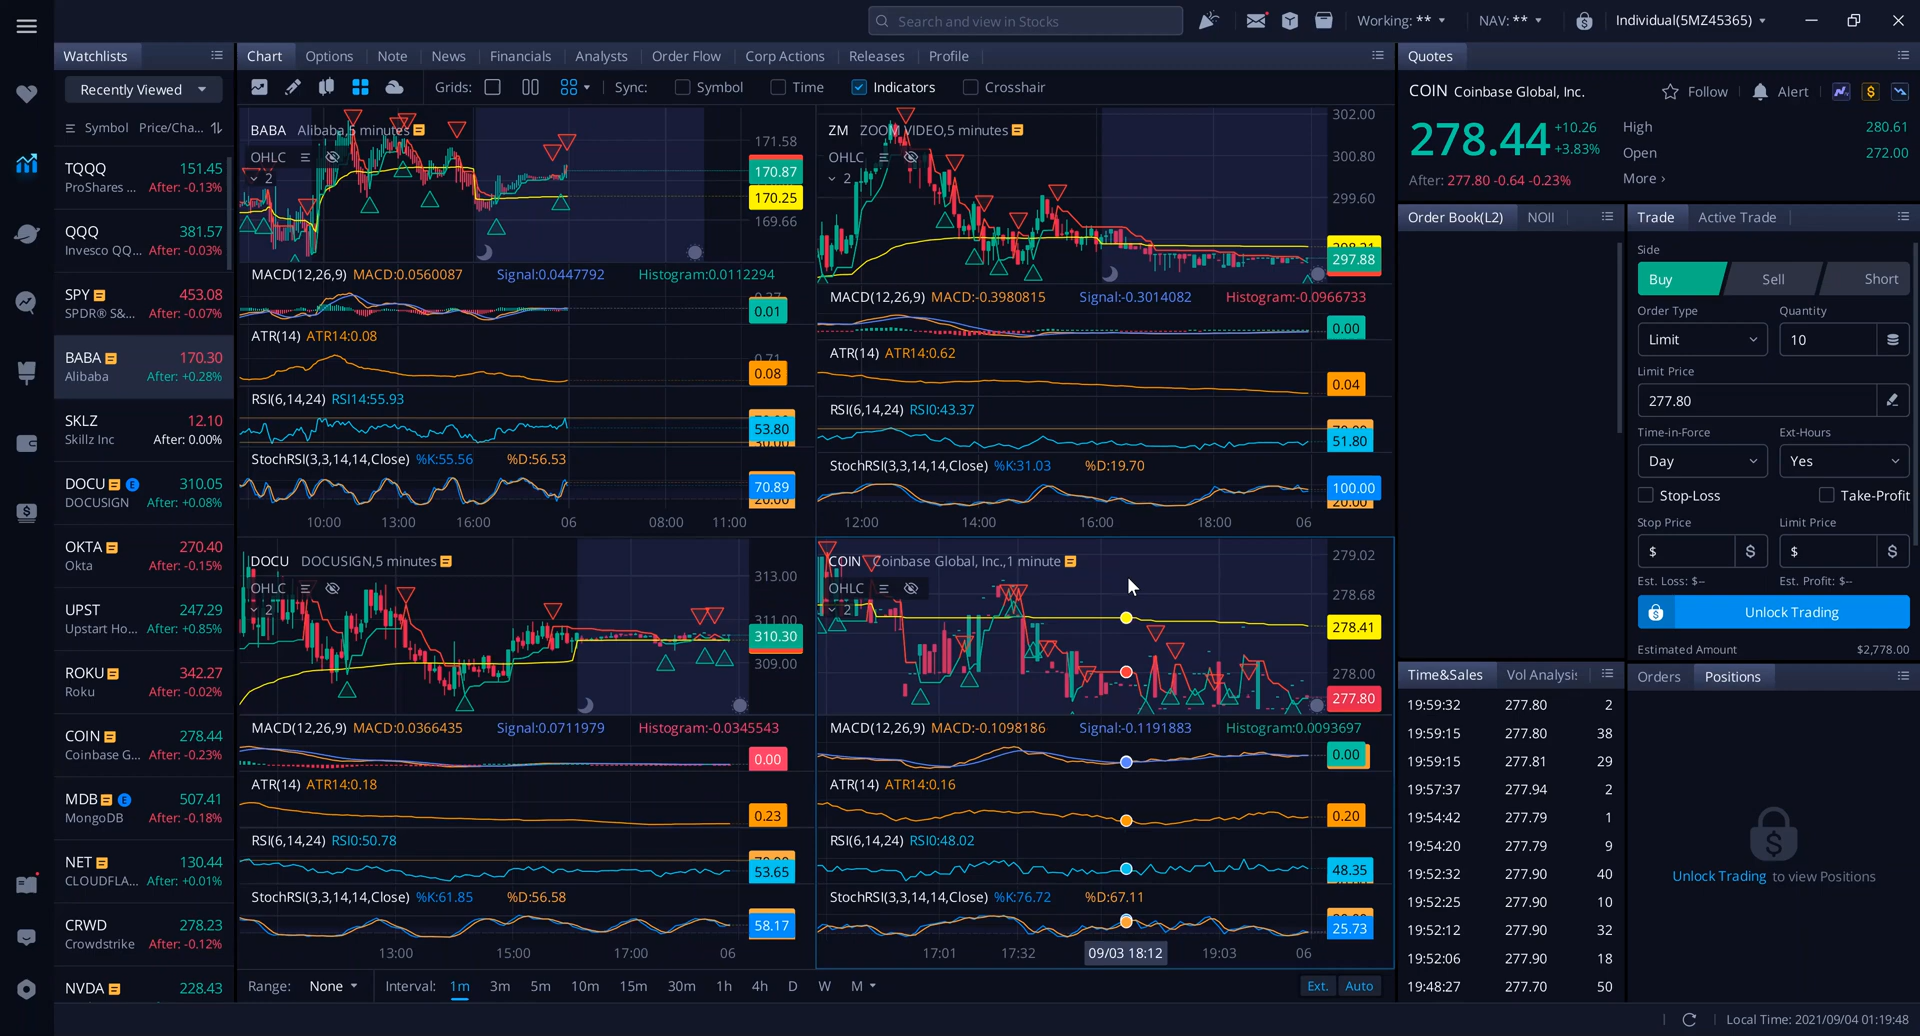 Search and view in Stocks
Working: **
NAV: **
Individual(5MZ45365)
Watchlists
Recently Viewed
Symbol Price/Cha...
TQQQ 151.45
ProShares ... After: -0.13%
QQQ 381.57
Invesco QQ... After: -0.03%
SPY 453.08
SPDR® S&... After: -0.07%
BABA 170.30
Alibaba After: +0.28%
SKLZ 12.10
Skillz Inc After: 0.00%
DOCU E 310.05
DOCUSIGN After: +0.08%
OKTA 270.40
Okta After: -0.15%
UPST 247.29
Upstart Ho... After: +0.85%
ROKU 342.27
Roku After: -0.02%
COIN 278.44
Coinbase G... After: -0.23%
MDB E 507.41
MongoDB After: -0.18%
NET 130.44
CLOUDFLA... After: +0.01%
CRWD 278.23
Crowdstrike After: -0.12%
NVDA 228.43
Chart Options Note News Financials Analysts Order Flow Corp Actions Releases Profile
Grids: Sync: Symbol Time Indicators Crosshair
BABA Alibaba,5 minutes
OHLC
2
171.58
170.87
170.25
169.66
MACD(12,26,9) MACD:0.0560087 Signal:0.0447792 Histogram:0.0112294
0.01
ATR(14) ATR14:0.08
0.71
0.08
RSI(6,14,24) RSI14:55.93
53.80
StochRSI(3,3,14,14,Close) %K:55.56 %D:56.53
70.89
20.00
10:00 13:00 16:00 06 08:00 11:00
ZM ZOOM VIDEO,5 minutes
OHLC
2
302.00
300.80
299.60
297.88
MACD(12,26,9) MACD:-0.3980815 Signal:-0.3014082 Histogram:-0.0966733
0.00
ATR(14) ATR14:0.62
0.04
RSI(6,14,24) RSI0:43.37
51.80
StochRSI(3,3,14,14,Close) %K:31.03 %D:19.70
100.00
20.00
12:00 14:00 16:00 18:00 06
DOCU DOCUSIGN,5 minutes
OHLC
2
313.00
311.00
310.30
309.00
MACD(12,26,9) MACD:0.0366435 Signal:0.0711979 Histogram:-0.0345543
0.00
ATR(14) ATR14:0.18
0.23
RSI(6,14,24) RSI0:50.78
53.65
StochRSI(3,3,14,14,Close) %K:61.85 %D:56.58
58.17
13:00 15:00 17:00 06
COIN Coinbase Global, Inc.,1 minute
OHLC
2
279.02
278.68
278.41
278.00
277.80
MACD(12,26,9) MACD:-0.1098186 Signal:-0.1191883 Histogram:0.0093697
0.00
ATR(14) ATR14:0.16
0.20
RSI(6,14,24) RSI0:48.02
48.35
StochRSI(3,3,14,14,Close) %K:76.72 %D:67.11
25.73
17:01 17:32 09/03 18:12 19:03 06
Range: None Interval: 1m 3m 5m 10m 15m 30m 1h 4h D W M Ext. Auto
Quotes
COIN Coinbase Global, Inc. Follow Alert $
278.44 +10.26
+3.83%
After: 277.80 -0.64 -0.23%
High 280.61
Open 272.00
More
Order Book(L2) NOII
Trade Active Trade
Side
Buy Sell Short
Order Type Quantity
Limit 10
Limit Price
277.80
Time-in-Force Ext-Hours
Day Yes
Stop-Loss Take-Profit
Stop Price Limit Price
$ $ $ $
Est. Loss: $-- Est. Profit: $--
Unlock Trading
Estimated Amount $2,778.00
Time&Sales Vol Analysis
19:59:32 277.80 2
19:59:15 277.80 38
19:59:15 277.81 29
19:57:37 277.94 2
19:54:42 277.79 1
19:54:20 277.79 9
19:52:32 277.90 40
19:52:25 277.90 10
19:52:12 277.90 32
19:52:06 277.90 18
19:48:27 277.70 50
Orders Positions
Unlock Trading to view Positions
Local Time: 2021/09/04 01:19:48